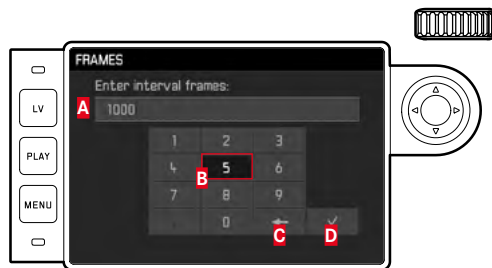 FRAMES
Enter interval frames:
A 1000
LV
PLAY
MENU
1 2 3
4 5 6
B
7 8 9
. 0
C D